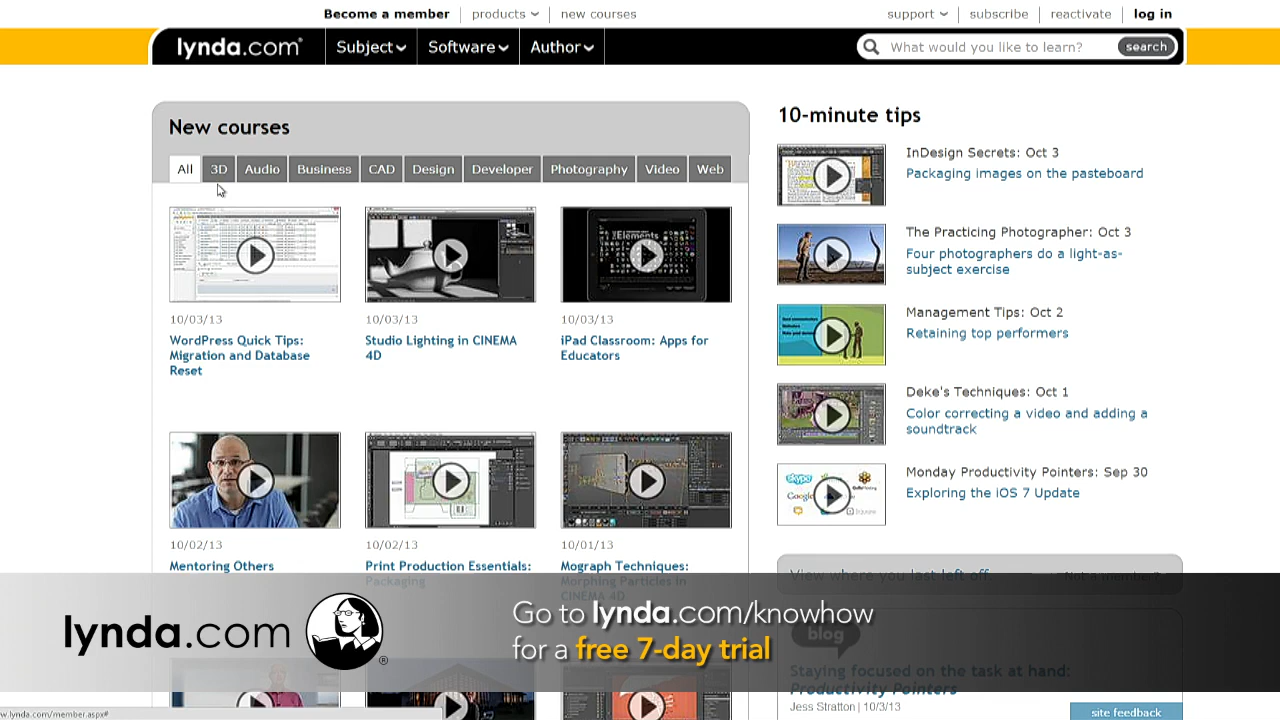 Become a member
products
new courses
support
subscribe
reactivate
log in
lynda.com®
Subject
Software
Author
What would you like to learn?
search
New courses
All
3D
Audio
Business
CAD
Design
Developer
Photography
Video
Web
10/03/13
WordPress Quick Tips:
Migration and Database
Reset
10/03/13
Studio Lighting in CINEMA
4D
Elements
10/03/13
iPad Classroom: Apps for
Educators
10/02/13
Mentoring Others
10/02/13
Print Production Essentials:
Packaging
10/01/13
Mograph Techniques:
Morphing Particles in
CINEMA 4D
10-minute tips
InDesign Secrets: Oct 3
Packaging images on the pasteboard
The Practicing Photographer: Oct 3
Four photographers do a light-as-
subject exercise
Management Tips: Oct 2
Retaining top performers
Deke's Techniques: Oct 1
Color correcting a video and adding a
soundtrack
skype
Google
Square
Monday Productivity Pointers: Sep 30
Exploring the iOS 7 Update
View where you last left off.
Not a member?
blog
Staying focused on the task at hand:
Productivity Pointers
Jess Stratton | 10/3/13
site feedback
lynda.com
®
Go to lynda.com/knowhow
for a free 7-day trial
w.lynda.com/member.aspx#